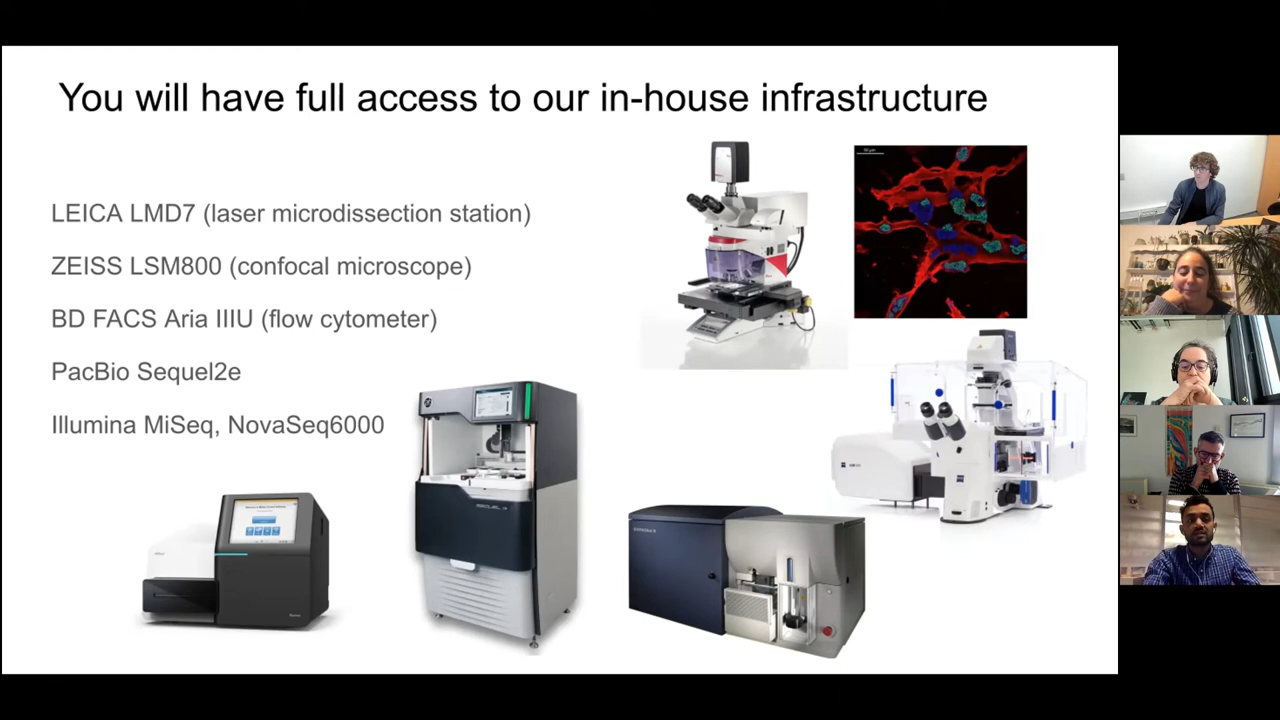 You will have full access to our in-house infrastructure
LEICA LMD7 (laser microdissection station)
ZEISS LSM800 (confocal microscope)
BD FACS Aria IIIU (flow cytometer)
PacBio Sequel2e
Illumina MiSeq, NovaSeq6000